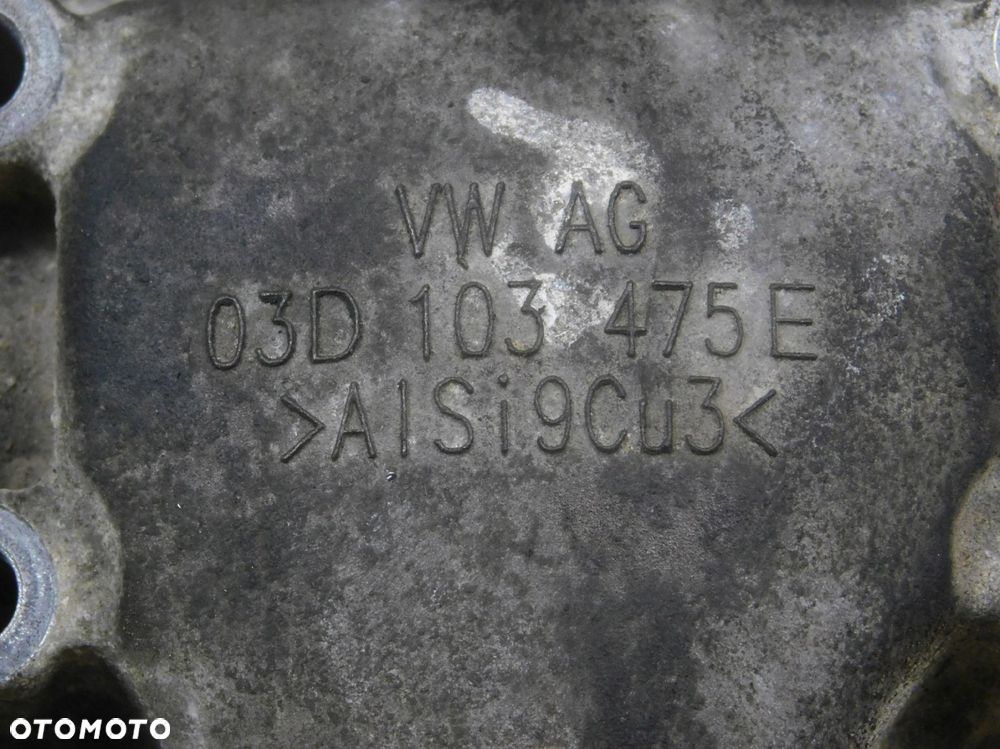 VW AG
03D 103 475E
>AlSi9Cu3<
OTOMOTO